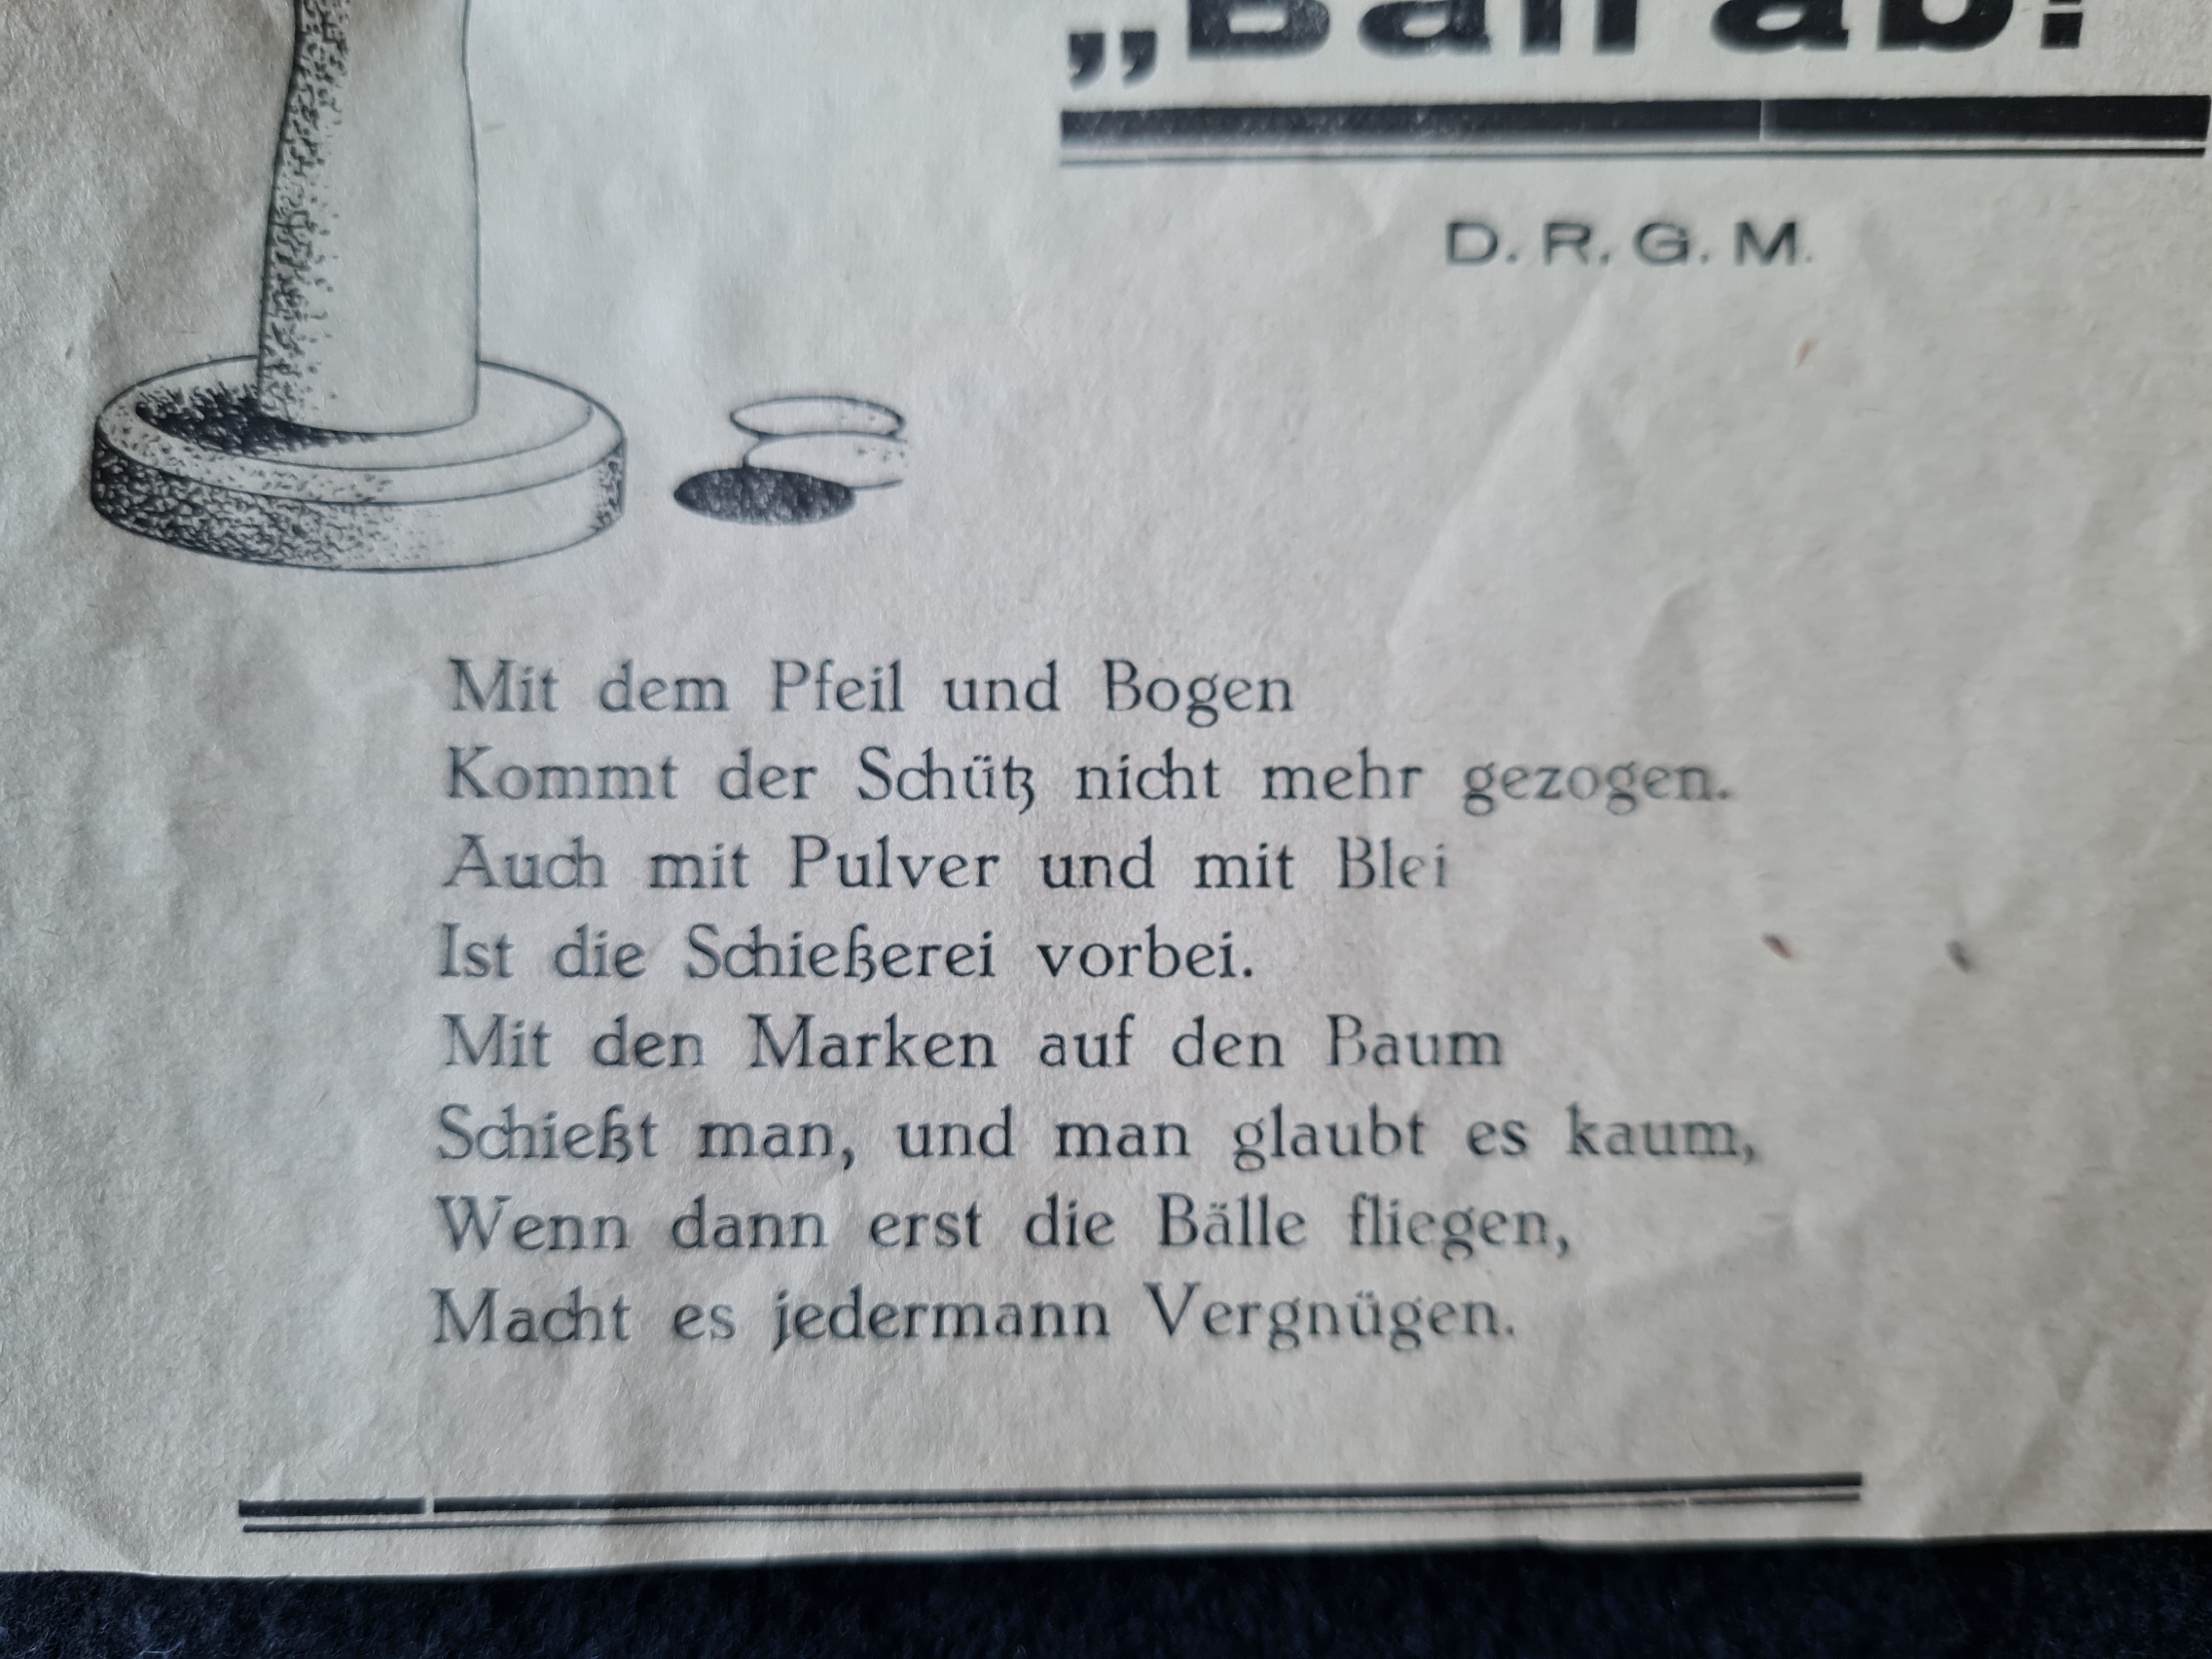 „Ball ab!
D. R. G. M.
Mit dem Pfeil und Bogen
Kommt der Schütz nicht mehr gezogen.
Auch mit Pulver und mit Blei
Ist die Schießerei vorbei.
Mit den Marken auf den Baum
Schießt man, und man glaubt es kaum,
Wenn dann erst die Bälle fliegen,
Macht es jedermann Vergnügen.